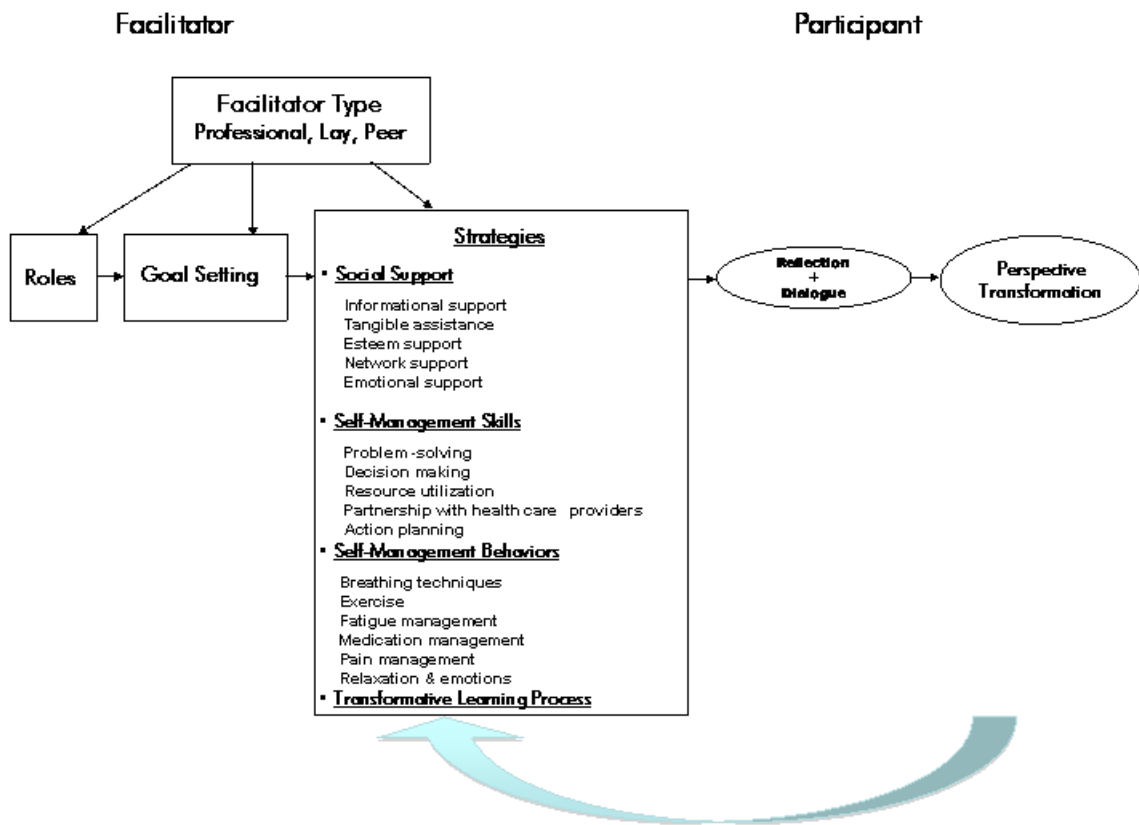 Facilitator
Participant
Facilitator Type
Professional, Lay, Peer
Roles
Goal Setting
Strategies
▪ Social Support
Informational support
Tangible assistance
Esteem support
Network support
Emotional support
▪ Self-Management Skills
Problem -solving
Decision making
Resource utilization
Partnership with health care providers
Action planning
▪ Self-Management Behaviors
Breathing techniques
Exercise
Fatigue management
Medication management
Pain management
Relaxation & emotions
▪ Transformative Learning Process
Reflection
+
Dialogue
Perspective
Transformation